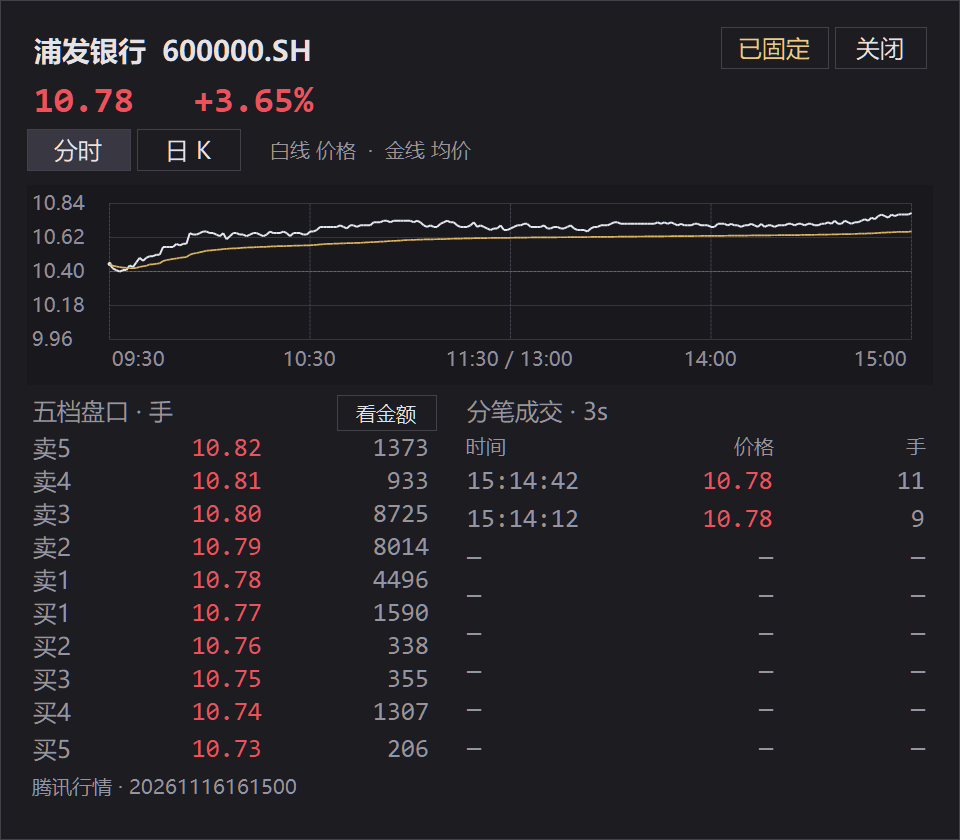 浦发银行 600000.SH 已固定 关闭
10.78 +3.65%
分时 日 K 白线 价格 · 金线 均价
10.84
10.62
10.40
10.18
9.96
09:30 10:30 11:30 / 13:00 14:00 15:00
五档盘口 · 手 看金额
卖5 10.82 1373
卖4 10.81 933
卖3 10.80 8725
卖2 10.79 8014
卖1 10.78 4496
买1 10.77 1590
买2 10.76 338
买3 10.75 355
买4 10.74 1307
买5 10.73 206
分笔成交 · 3s
时间 价格 手
15:14:42 10.78 11
15:14:12 10.78 9
— — —
— — —
— — —
— — —
— — —
— — —
腾讯行情 · 20261116161500